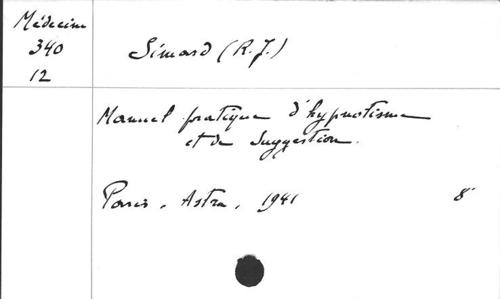 Médecine
340
12
Simard (R.J.)
Manuel pratique d'hypnotisme
et de Suggestion.
Paris, Astra, 1941 8°